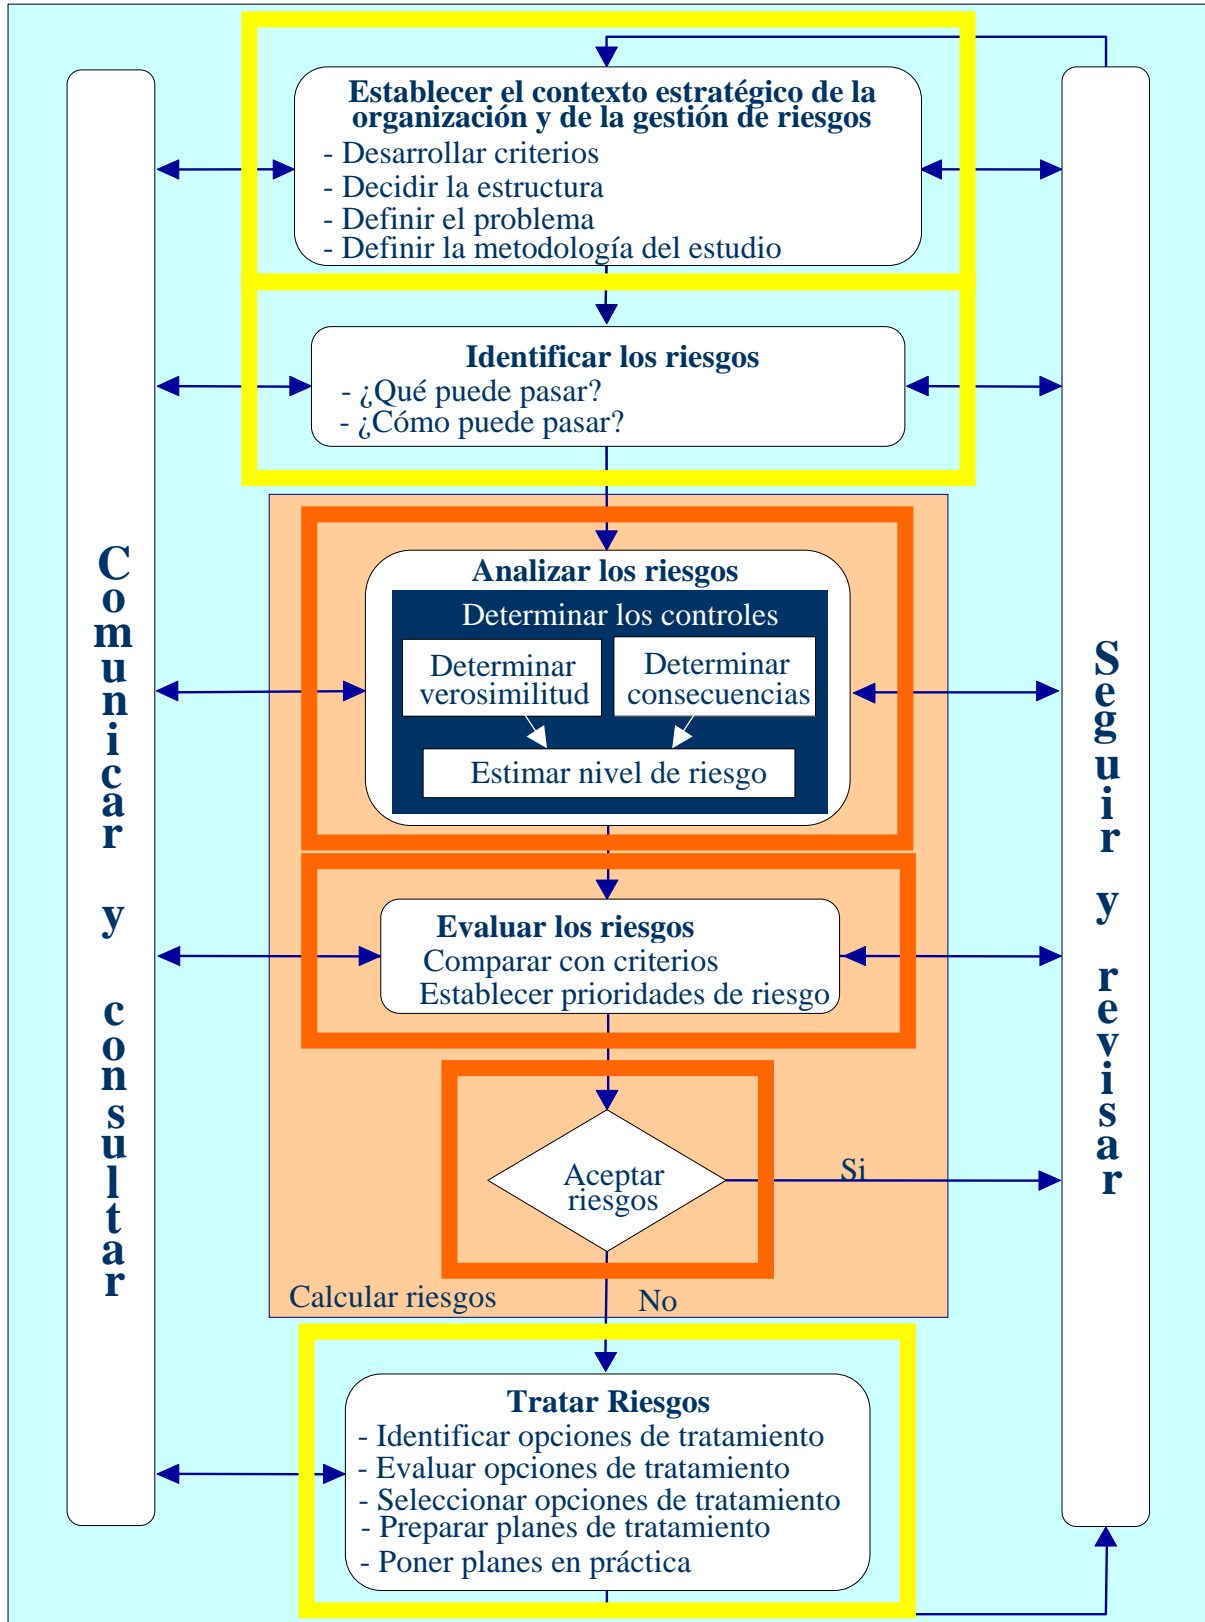 Establecer el contexto estratégico de la
organización y de la gestión de riesgos
- Desarrollar criterios
- Decidir la estructura
- Definir el problema
- Definir la metodología del estudio
Identificar los riesgos
- ¿Qué puede pasar?
- ¿Cómo puede pasar?
Analizar los riesgos
Determinar los controles
Determinar
verosimilitud
Determinar
consecuencias
Estimar nivel de riesgo
Evaluar los riesgos
Comparar con criterios
Establecer prioridades de riesgo
Aceptar
riesgos
Si
No
Calcular riesgos
Tratar Riesgos
- Identificar opciones de tratamiento
- Evaluar opciones de tratamiento
- Seleccionar opciones de tratamiento
- Preparar planes de tratamiento
- Poner planes en práctica
Comunicar y consultar
Seguir y revisar